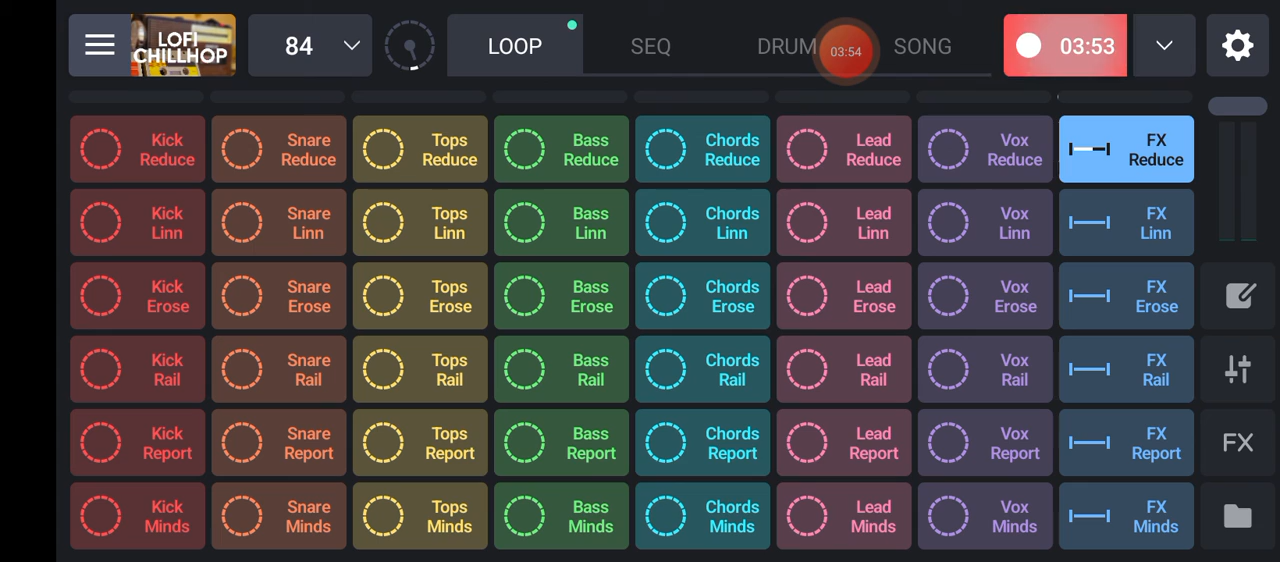 LOFI
CHILLHOP
84
LOOP
SEQ
DRUM
03:54
SONG
03:53
Kick
Reduce
Snare
Reduce
Tops
Reduce
Bass
Reduce
Chords
Reduce
Lead
Reduce
Vox
Reduce
FX
Reduce
Kick
Linn
Snare
Linn
Tops
Linn
Bass
Linn
Chords
Linn
Lead
Linn
Vox
Linn
FX
Linn
Kick
Erose
Snare
Erose
Tops
Erose
Bass
Erose
Chords
Erose
Lead
Erose
Vox
Erose
FX
Erose
Kick
Rail
Snare
Rail
Tops
Rail
Bass
Rail
Chords
Rail
Lead
Rail
Vox
Rail
FX
Rail
Kick
Report
Snare
Report
Tops
Report
Bass
Report
Chords
Report
Lead
Report
Vox
Report
FX
Report
FX
Kick
Minds
Snare
Minds
Tops
Minds
Bass
Minds
Chords
Minds
Lead
Minds
Vox
Minds
FX
Minds